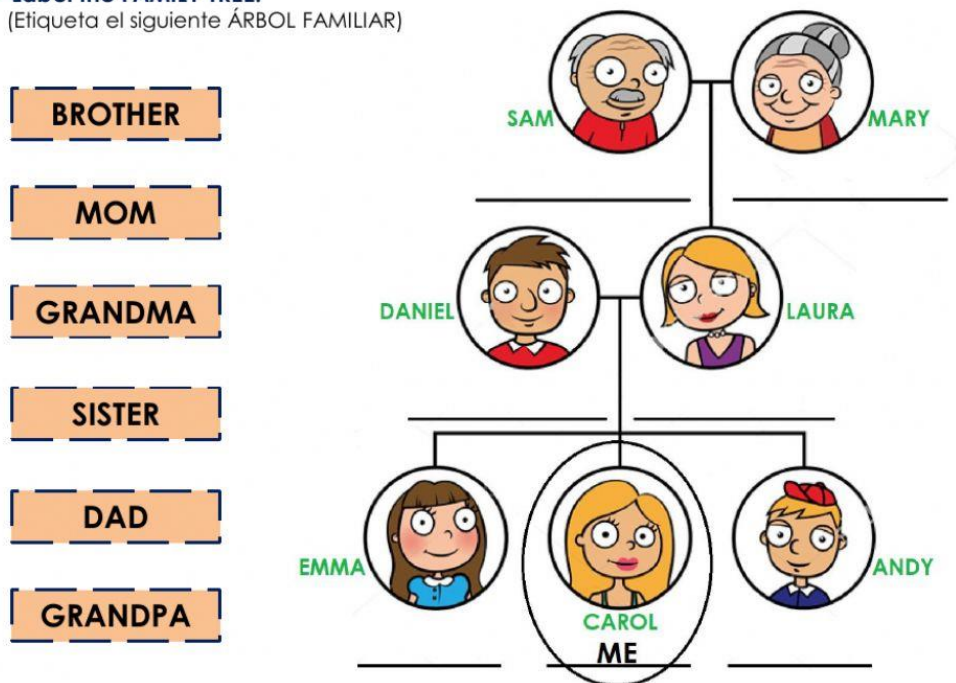 (Etiqueta el siguiente ÁRBOL FAMILIAR)
BROTHER
MOM
GRANDMA
SISTER
DAD
GRANDPA
SAM
MARY
DANIEL
LAURA
EMMA
CAROL
ANDY
ME